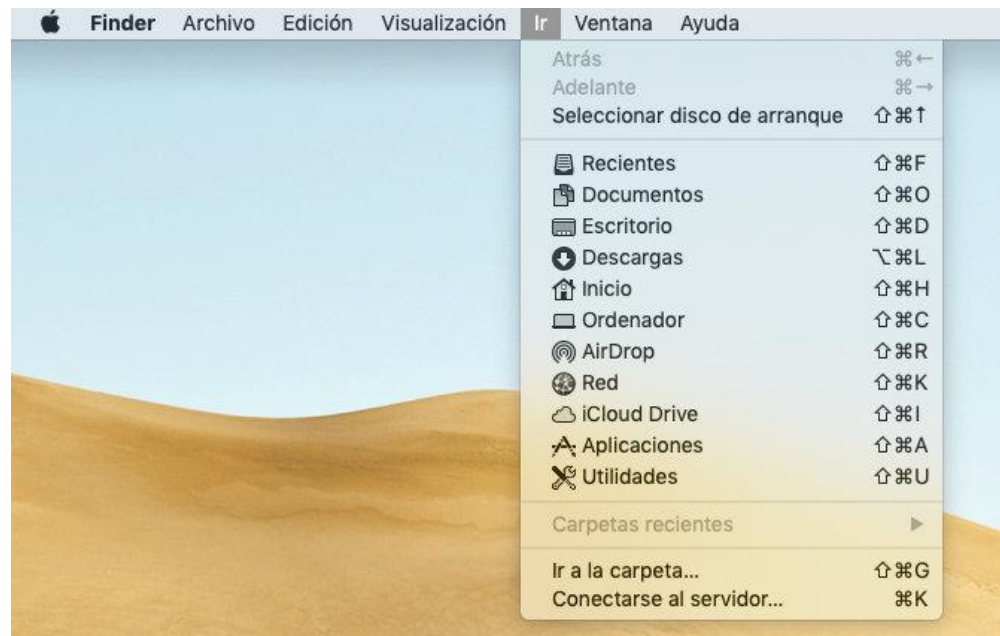 Finder Archivo Edición Visualización Ir Ventana Ayuda
Atrás ⌘←
Adelante ⌘→
Seleccionar disco de arranque ⇧⌘↑
Recientes ⇧⌘F
Documentos ⇧⌘O
Escritorio ⇧⌘D
Descargas ⌥⌘L
Inicio ⇧⌘H
Ordenador ⇧⌘C
AirDrop ⇧⌘R
Red ⇧⌘K
iCloud Drive ⇧⌘I
Aplicaciones ⇧⌘A
Utilidades ⇧⌘U
Carpetas recientes ▶
Ir a la carpeta... ⇧⌘G
Conectarse al servidor... ⌘K